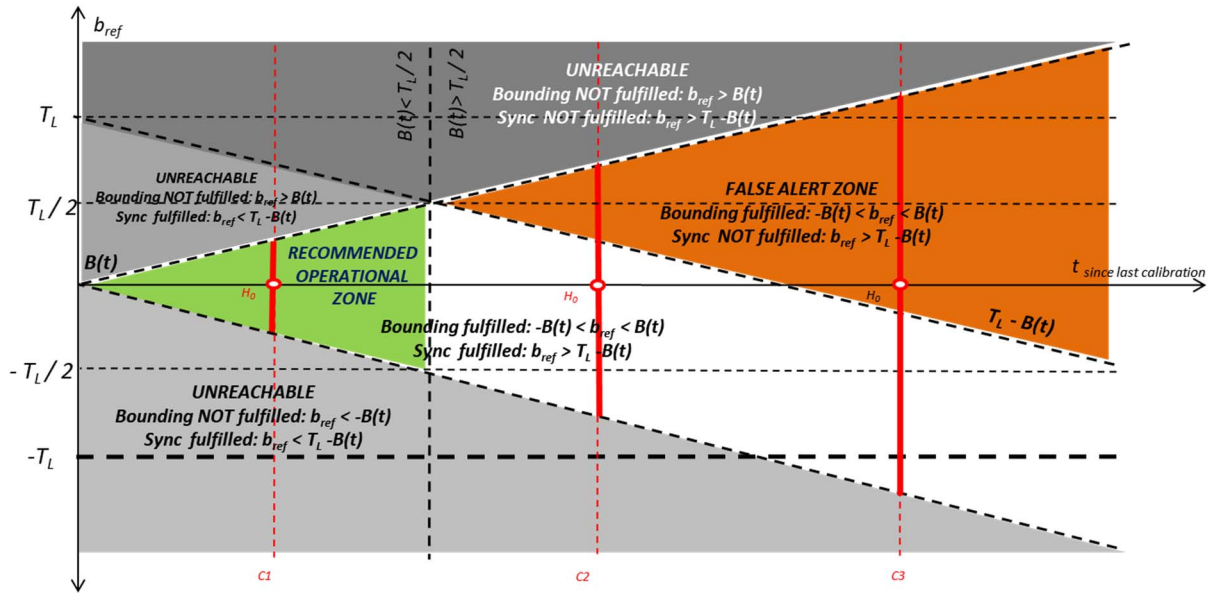 b_ref
B(t)< T_L / 2
B(t)> T_L / 2
UNREACHABLE
Bounding NOT fulfilled: b_ref > B(t)
Sync NOT fulfilled: b_ref > T_L -B(t)
T_L
UNREACHABLE
Bounding NOT fulfilled: b_ref > B(t)
Sync fulfilled: b_ref < T_L -B(t)
T_L / 2
FALSE ALERT ZONE
Bounding fulfilled: -B(t) < b_ref < B(t)
Sync NOT fulfilled: b_ref > T_L -B(t)
B(t)
RECOMMENDED
OPERATIONAL
ZONE
t since last calibration
H_0
H_0
H_0
T_L - B(t)
Bounding fulfilled: -B(t) < b_ref < B(t)
Sync fulfilled: b_ref > T_L -B(t)
- T_L / 2
UNREACHABLE
Bounding NOT fulfilled: b_ref < -B(t)
Sync fulfilled: b_ref < T_L -B(t)
-T_L
C1
C2
C3